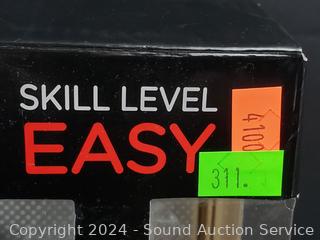 SKILL LEVEL
EASY
4100
311.
Copyright 2024 - Sound Auction Service